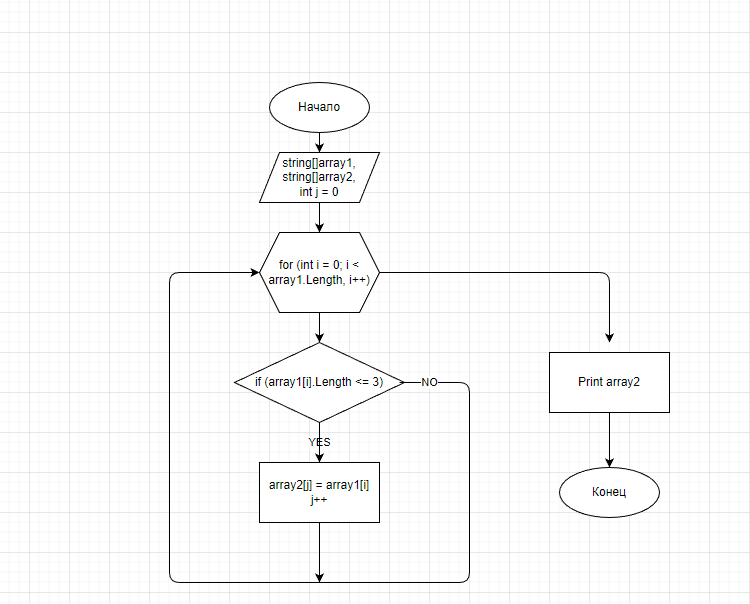 Начало
string[]array1,
string[]array2,
int j = 0
for (int i = 0; i <
array1.Length, i++)
if (array1[i].Length <= 3)
NO
YES
array2[j] = array1[i]
j++
Print array2
Конец